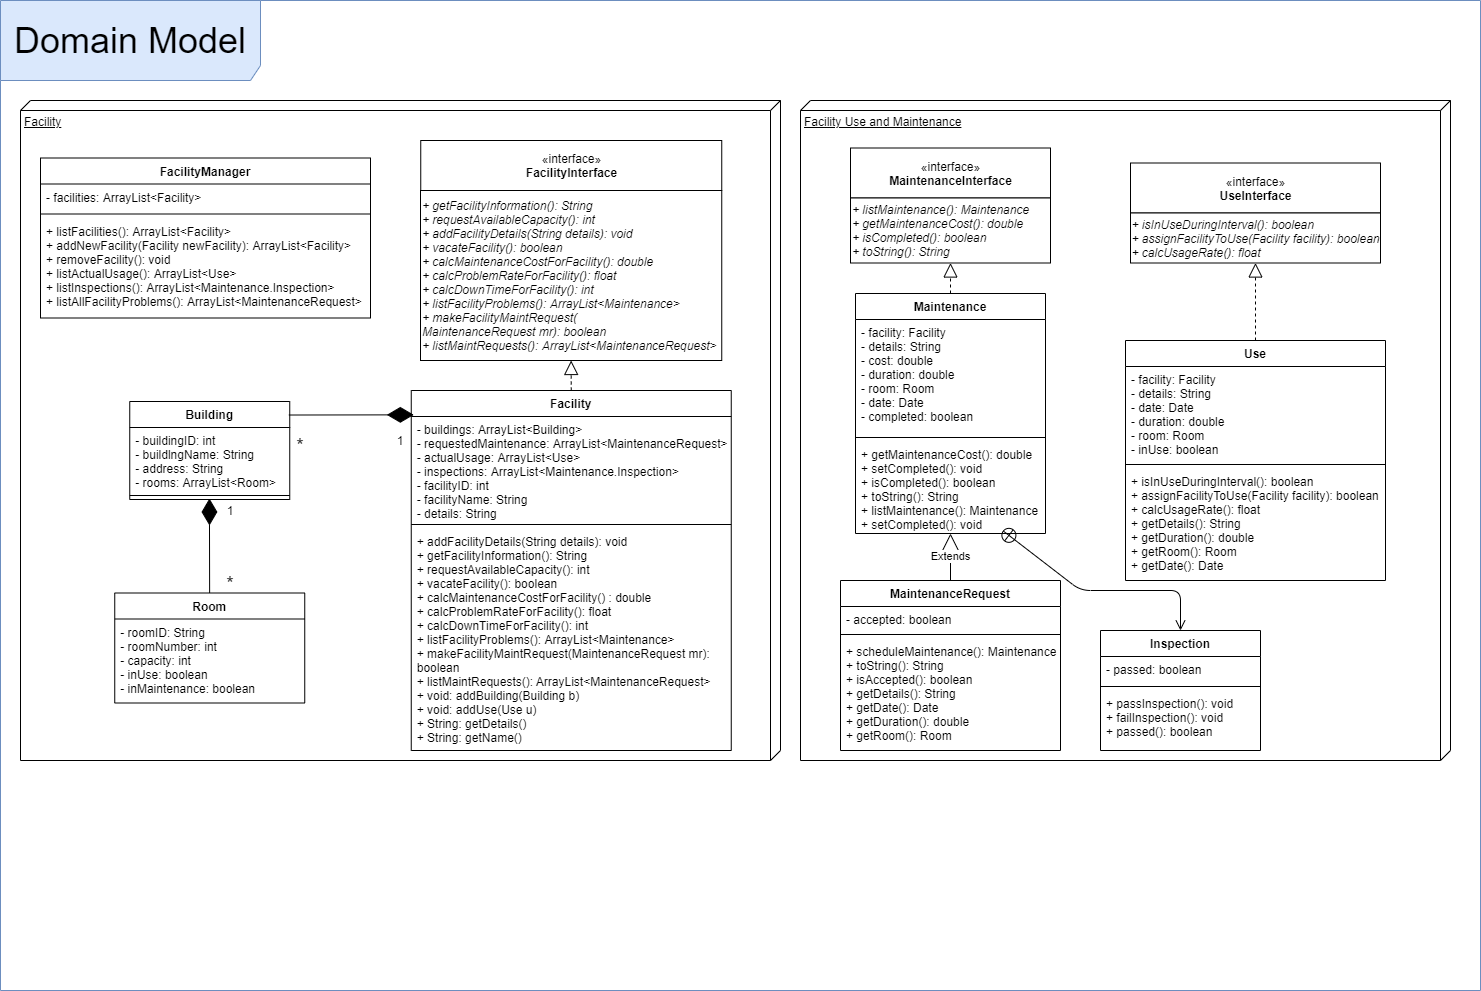 Domain Model
Facility
FacilityManager
- facilities: ArrayList<Facility>
+ listFacilities(): ArrayList<Facility>
+ addNewFacility(Facility newFacility): ArrayList<Facility>
+ removeFacility(): void
+ listActualUsage(): ArrayList<Use>
+ listInspections(): ArrayList<Maintenance.Inspection>
+ listAllFacilityProblems(): ArrayList<MaintenanceRequest>
«interface»
FacilityInterface
+ getFacilityInformation(): String
+ requestAvailableCapacity(): int
+ addFacilityDetails(String details): void
+ vacateFacility(): boolean
+ calcMaintenanceCostForFacility(): double
+ calcProblemRateForFacility(): float
+ calcDownTimeForFacility(): int
+ listFacilityProblems(): ArrayList<Maintenance>
+ makeFacilityMaintRequest(
MaintenanceRequest mr): boolean
+ listMaintRequests(): ArrayList<MaintenanceRequest>
Building
- buildingID: int
- buildIngName: String
- address: String
- rooms: ArrayList<Room>
*
1
1
*
Room
- roomID: String
- roomNumber: int
- capacity: int
- inUse: boolean
- inMaintenance: boolean
Facility
- buildings: ArrayList<Building>
- requestedMaintenance: ArrayList<MaintenanceRequest>
- actualUsage: ArrayList<Use>
- inspections: ArrayList<Maintenance.Inspection>
- facilityID: int
- facilityName: String
- details: String
+ addFacilityDetails(String details): void
+ getFacilityInformation(): String
+ requestAvailableCapacity(): int
+ vacateFacility(): boolean
+ calcMaintenanceCostForFacility() : double
+ calcProblemRateForFacility(): float
+ calcDownTimeForFacility(): int
+ listFacilityProblems(): ArrayList<Maintenance>
+ makeFacilityMaintRequest(MaintenanceRequest mr):
boolean
+ listMaintRequests(): ArrayList<MaintenanceRequest>
+ void: addBuilding(Building b)
+ void: addUse(Use u)
+ String: getDetails()
+ String: getName()
Facility Use and Maintenance
«interface»
MaintenanceInterface
+ listMaintenance(): Maintenance
+ getMaintenanceCost(): double
+ isCompleted(): boolean
+ toString(): String
«interface»
UseInterface
+ isInUseDuringInterval(): boolean
+ assignFacilityToUse(Facility facility): boolean
+ calcUsageRate(): float
Maintenance
- facility: Facility
- details: String
- cost: double
- duration: double
- room: Room
- date: Date
- completed: boolean
+ getMaintenanceCost(): double
+ setCompleted(): void
+ isCompleted(): boolean
+ toString(): String
+ listMaintenance(): Maintenance
+ setCompleted(): void
Use
- facility: Facility
- details: String
- date: Date
- duration: double
- room: Room
- inUse: boolean
+ isInUseDuringInterval(): boolean
+ assignFacilityToUse(Facility facility): boolean
+ calcUsageRate(): float
+ getDetails(): String
+ getDuration(): double
+ getRoom(): Room
+ getDate(): Date
Extends
MaintenanceRequest
- accepted: boolean
+ scheduleMaintenance(): Maintenance
+ toString(): String
+ isAccepted(): boolean
+ getDetails(): String
+ getDate(): Date
+ getDuration(): double
+ getRoom(): Room
Inspection
- passed: boolean
+ passInspection(): void
+ failInspection(): void
+ passed(): boolean